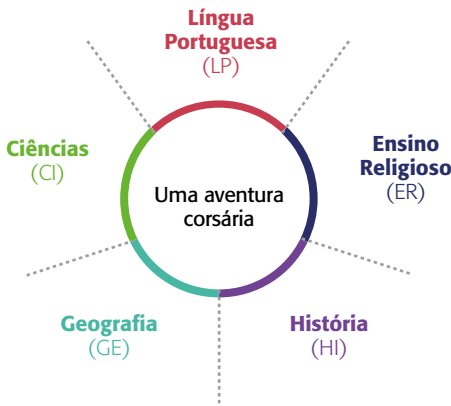 Língua
Portuguesa
(LP)
Ciências
(CI)
Ensino
Religioso
(ER)
Uma aventura
corsária
Geografia
(GE)
História
(HI)